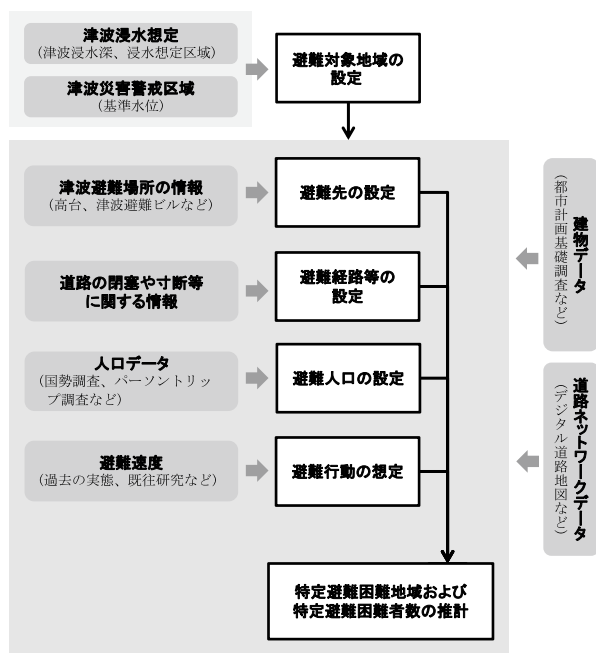 津波浸水想定
(津波浸水深、浸水想定区域)
津波災害警戒区域
(基準水位)
避難対象地域の
設定
津波避難場所の情報
(高台、津波避難ビルなど)
避難先の設定
道路の閉塞や寸断等
に関する情報
避難経路等の
設定
人口データ
(国勢調査、パーソントリッ
プ調査など)
避難人口の設定
避難速度
(過去の実態、既往研究など)
避難行動の想定
特定避難困難地域および
特定避難困難者数の推計
建物データ
(都市計画基礎調査など)
道路ネットワークデータ
(デジタル道路地図など)